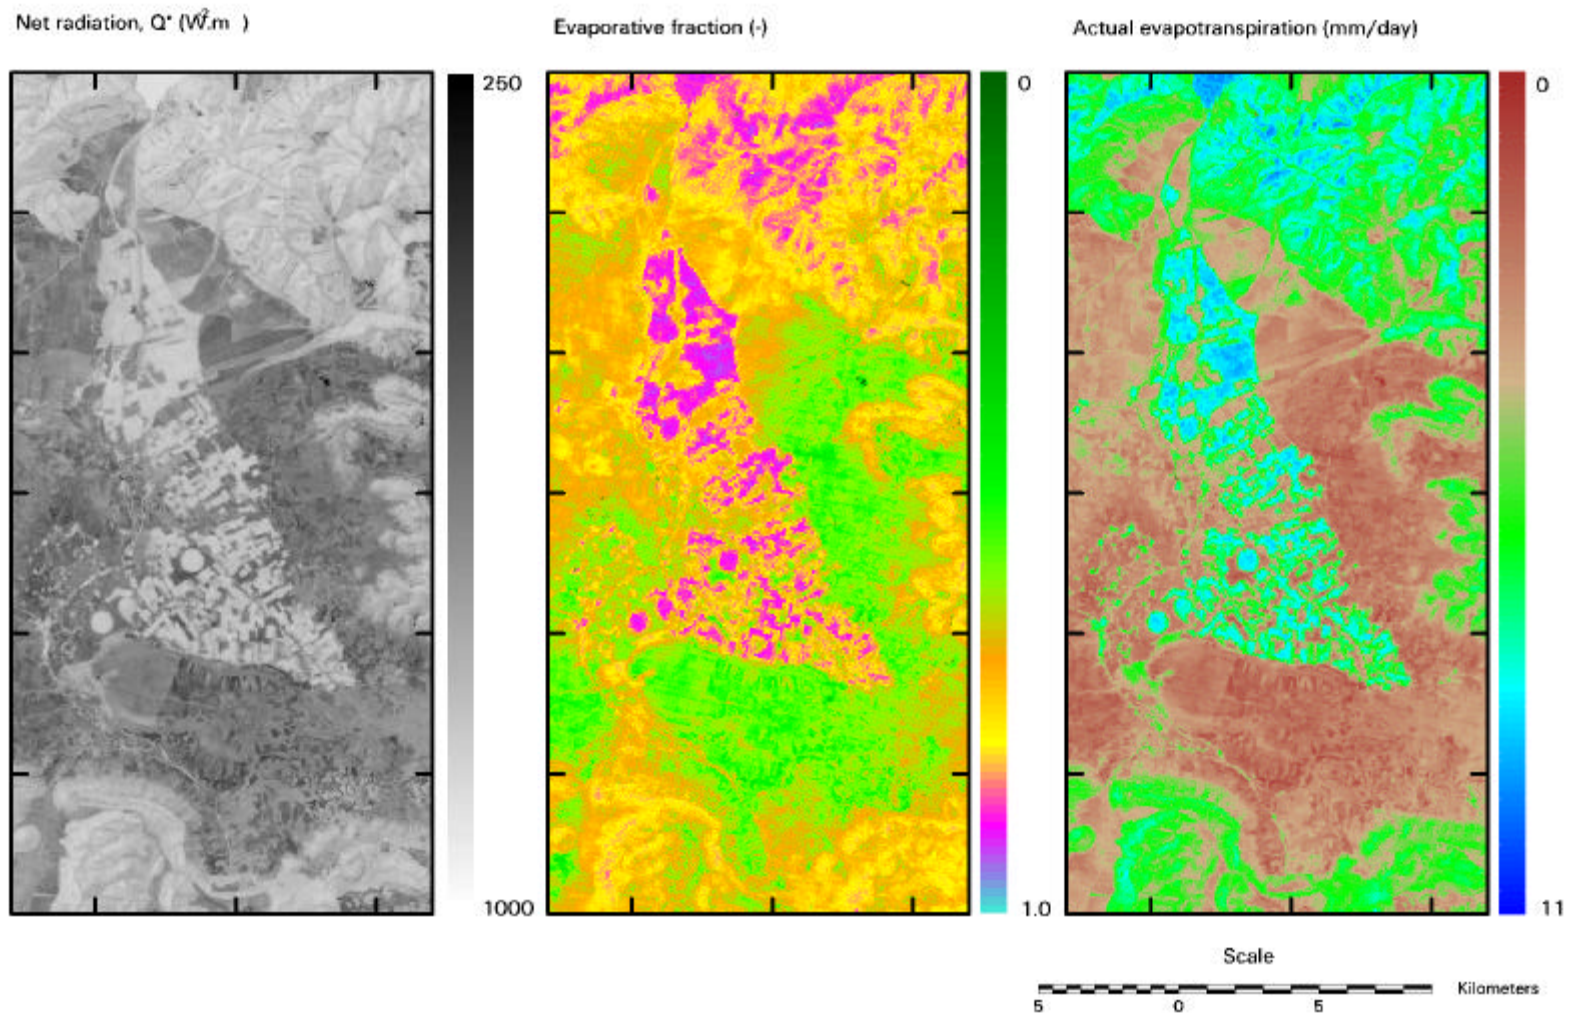 Net radiation, Q* (W.m²)
Evaporative fraction (-)
Actual evapotranspiration (mm/day)
250
0
0
1000
1.0
11
Scale
Kilometers
5 0 5